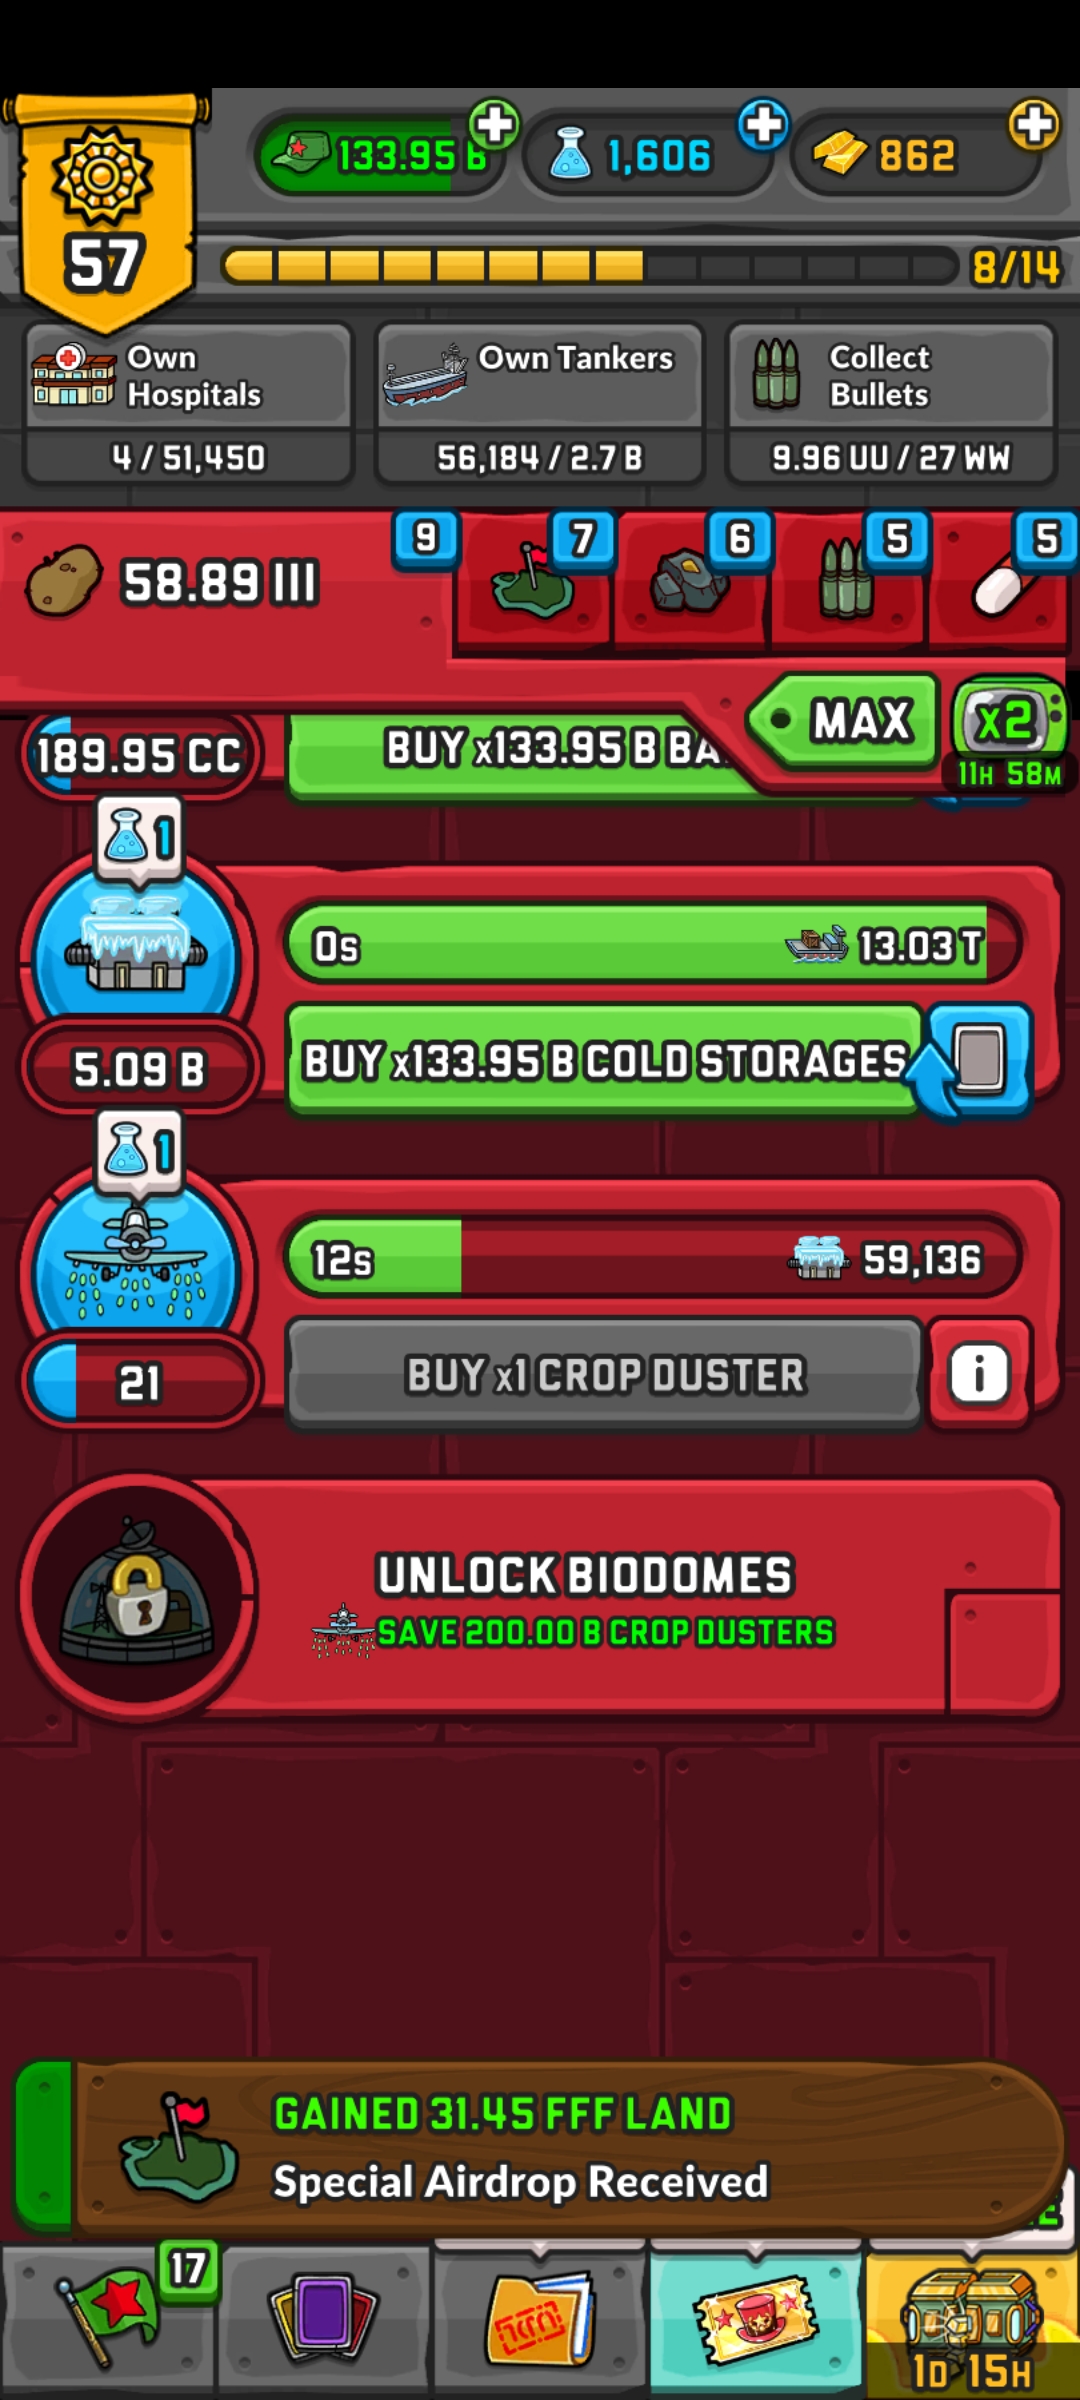 133.95 B
1,606
862
57
8/14
Own Hospitals
4 / 51,450
Own Tankers
56,184 / 2.7 B
Collect Bullets
9.96 UU / 27 WW
58.89 III
9
7
6
5
5
MAX
x2
11H 58M
189.95 CC
BUY x133.95 B BA
1
0s
13.03 T
5.09 B
BUY x133.95 B COLD STORAGES
1
12s
59,136
21
BUY x1 CROP DUSTER
i
UNLOCK BIODOMES
SAVE 200.00 B CROP DUSTERS
GAINED 31.45 FFF LAND
Special Airdrop Received
17
1D 15H